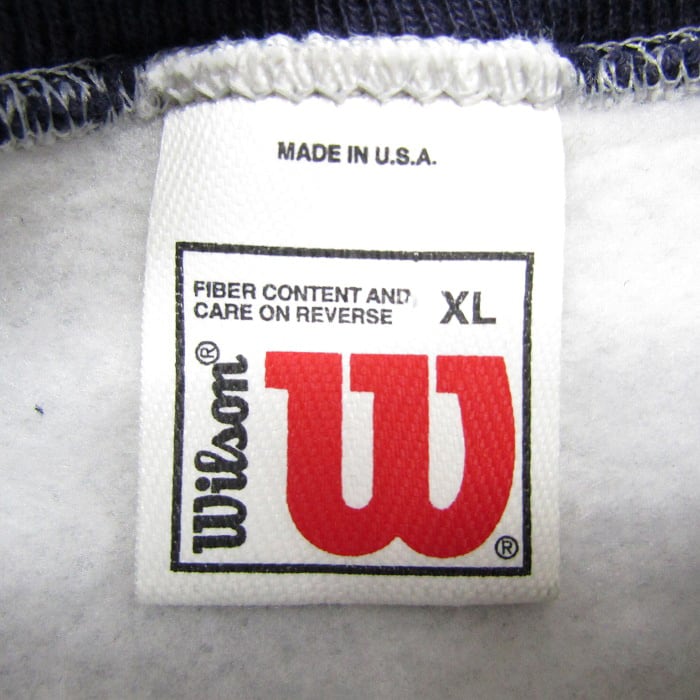 MADE IN U.S.A.
FIBER CONTENT AND
CARE ON REVERSE
XL
Wilson®
W®